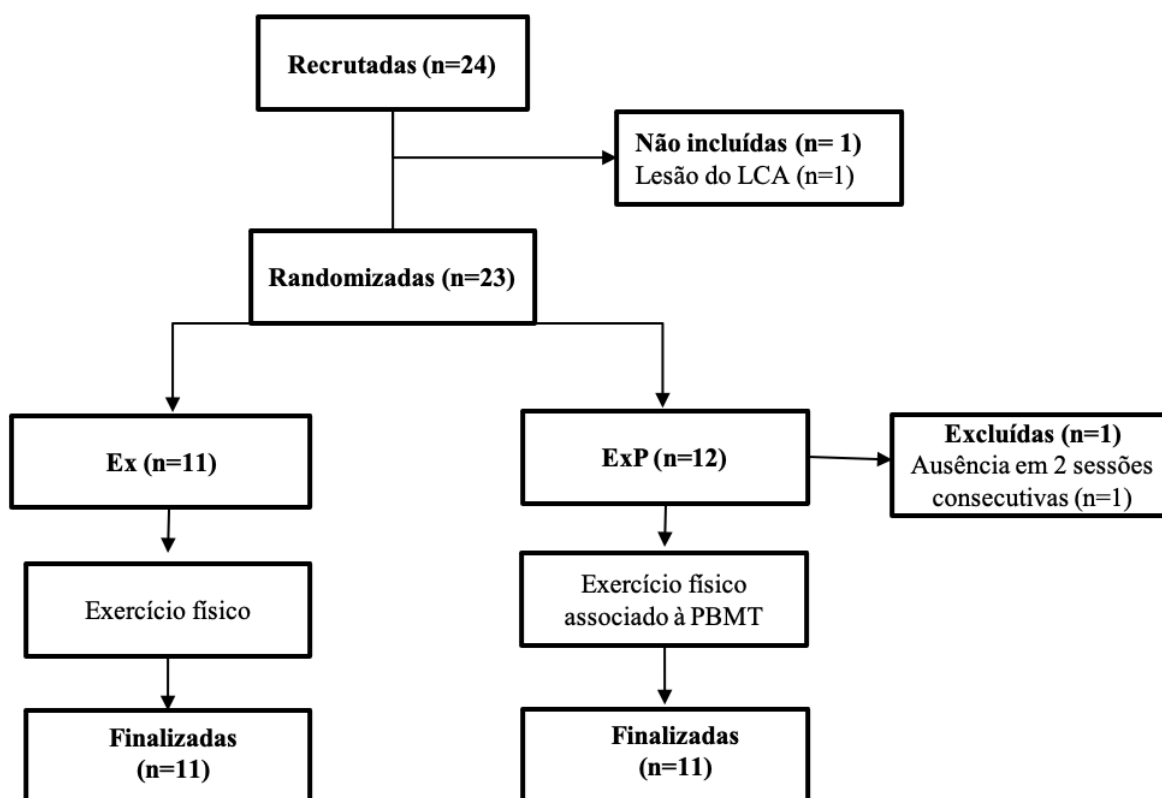 Recrutadas (n=24)
Não incluídas (n= 1)
Lesão do LCA (n=1)
Randomizadas (n=23)
Ex (n=11)
ExP (n=12)
Excluídas (n=1)
Ausência em 2 sessões
consecutivas (n=1)
Exercício físico
Exercício físico
associado à PBMT
Finalizadas
(n=11)
Finalizadas
(n=11)